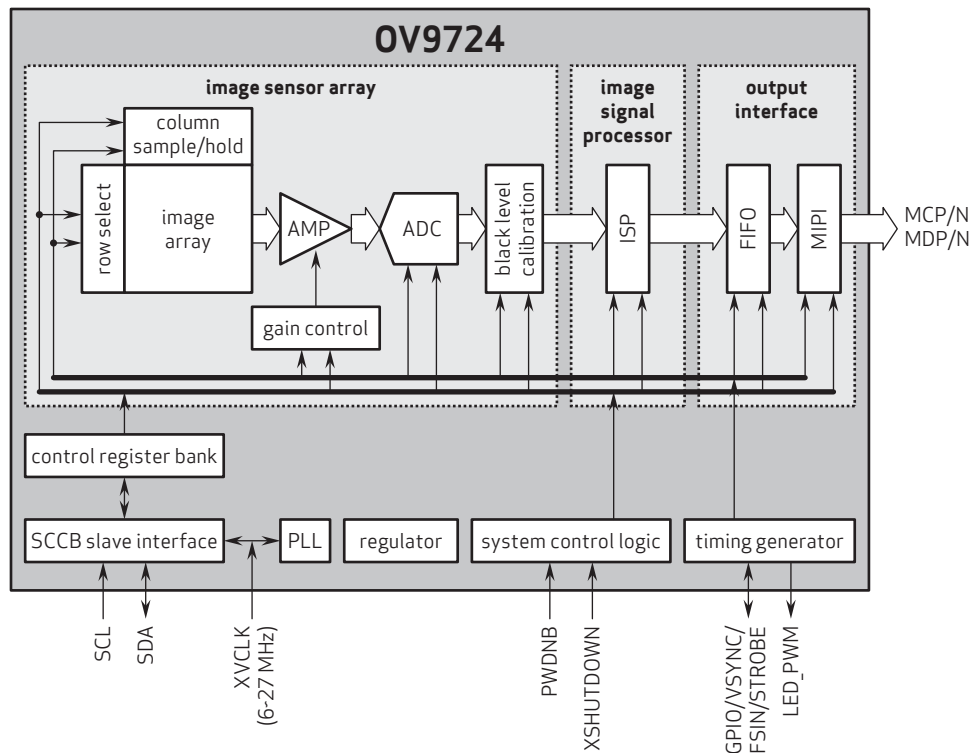 OV9724
image sensor array
image
signal
processor
output
interface
column
sample/hold
row select
image
array
AMP
ADC
black level
calibration
ISP
FIFO
MIPI
MCP/N
MDP/N
gain control
control register bank
SCCB slave interface
PLL
regulator
system control logic
timing generator
SCL
SDA
XVCLK
(6-27 MHz)
PWDNB
XSHUTDOWN
GPIO/VSYNC/
FSIN/STROBE
LED_PWM